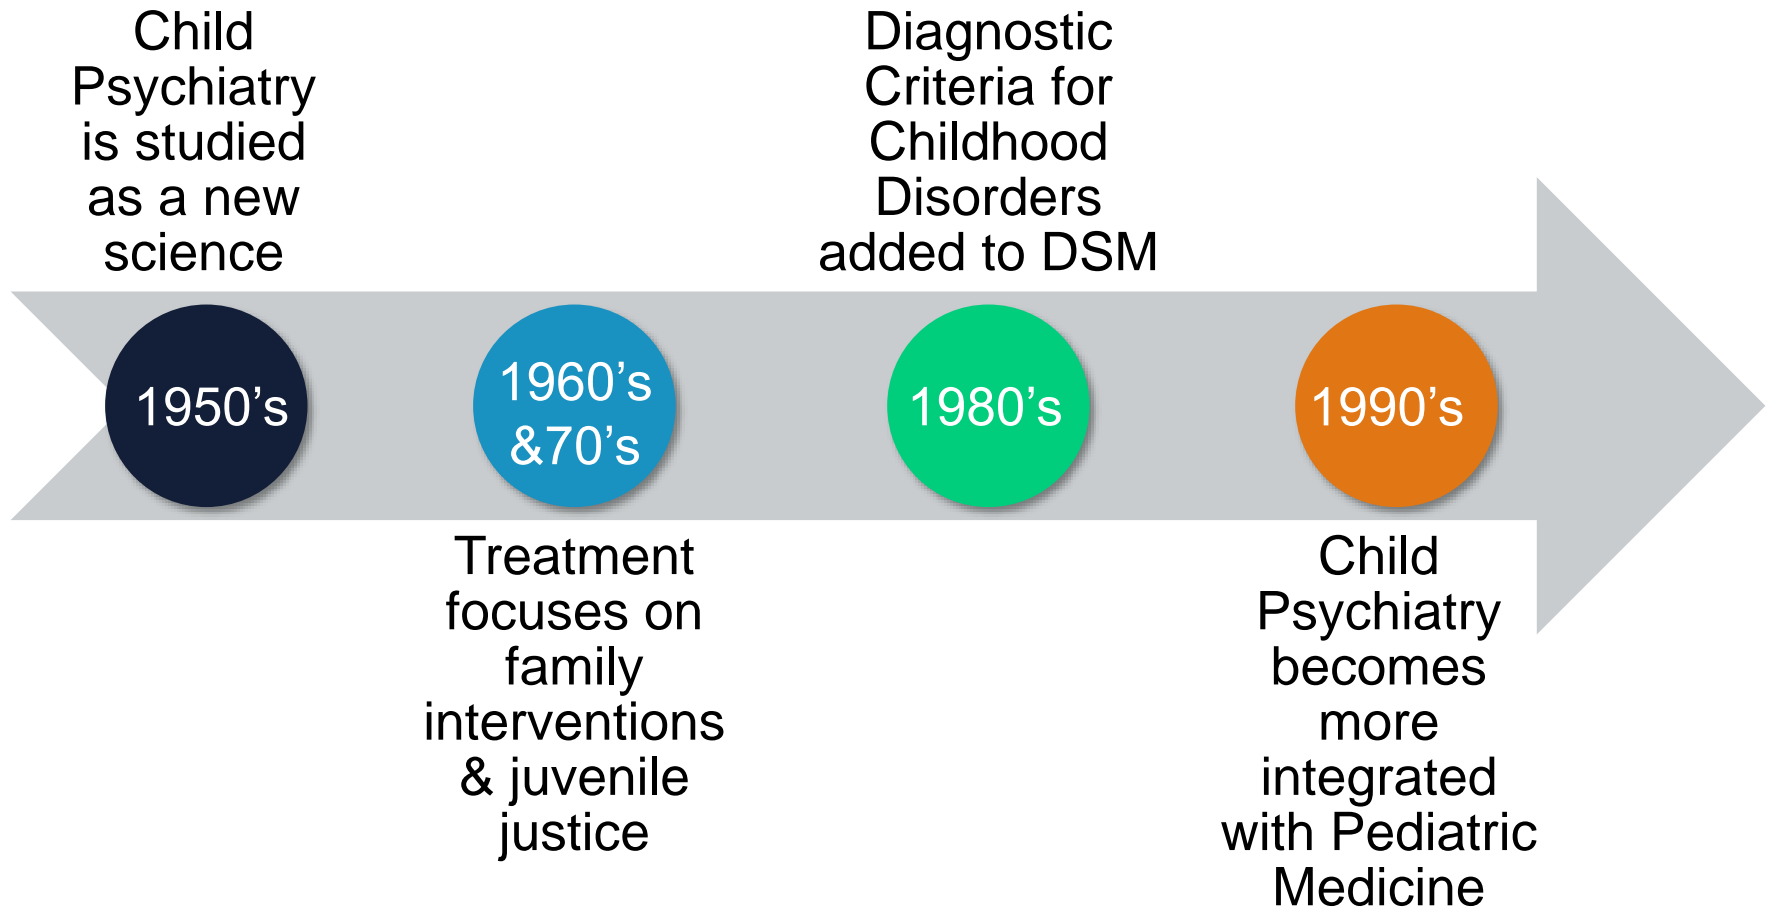 Child
Psychiatry
is studied
as a new
science
1950’s
1960’s
&70’s
Treatment
focuses on
family
interventions
& juvenile
justice
Diagnostic
Criteria for
Childhood
Disorders
added to DSM
1980’s
1990’s
Child
Psychiatry
becomes
more
integrated
with Pediatric
Medicine